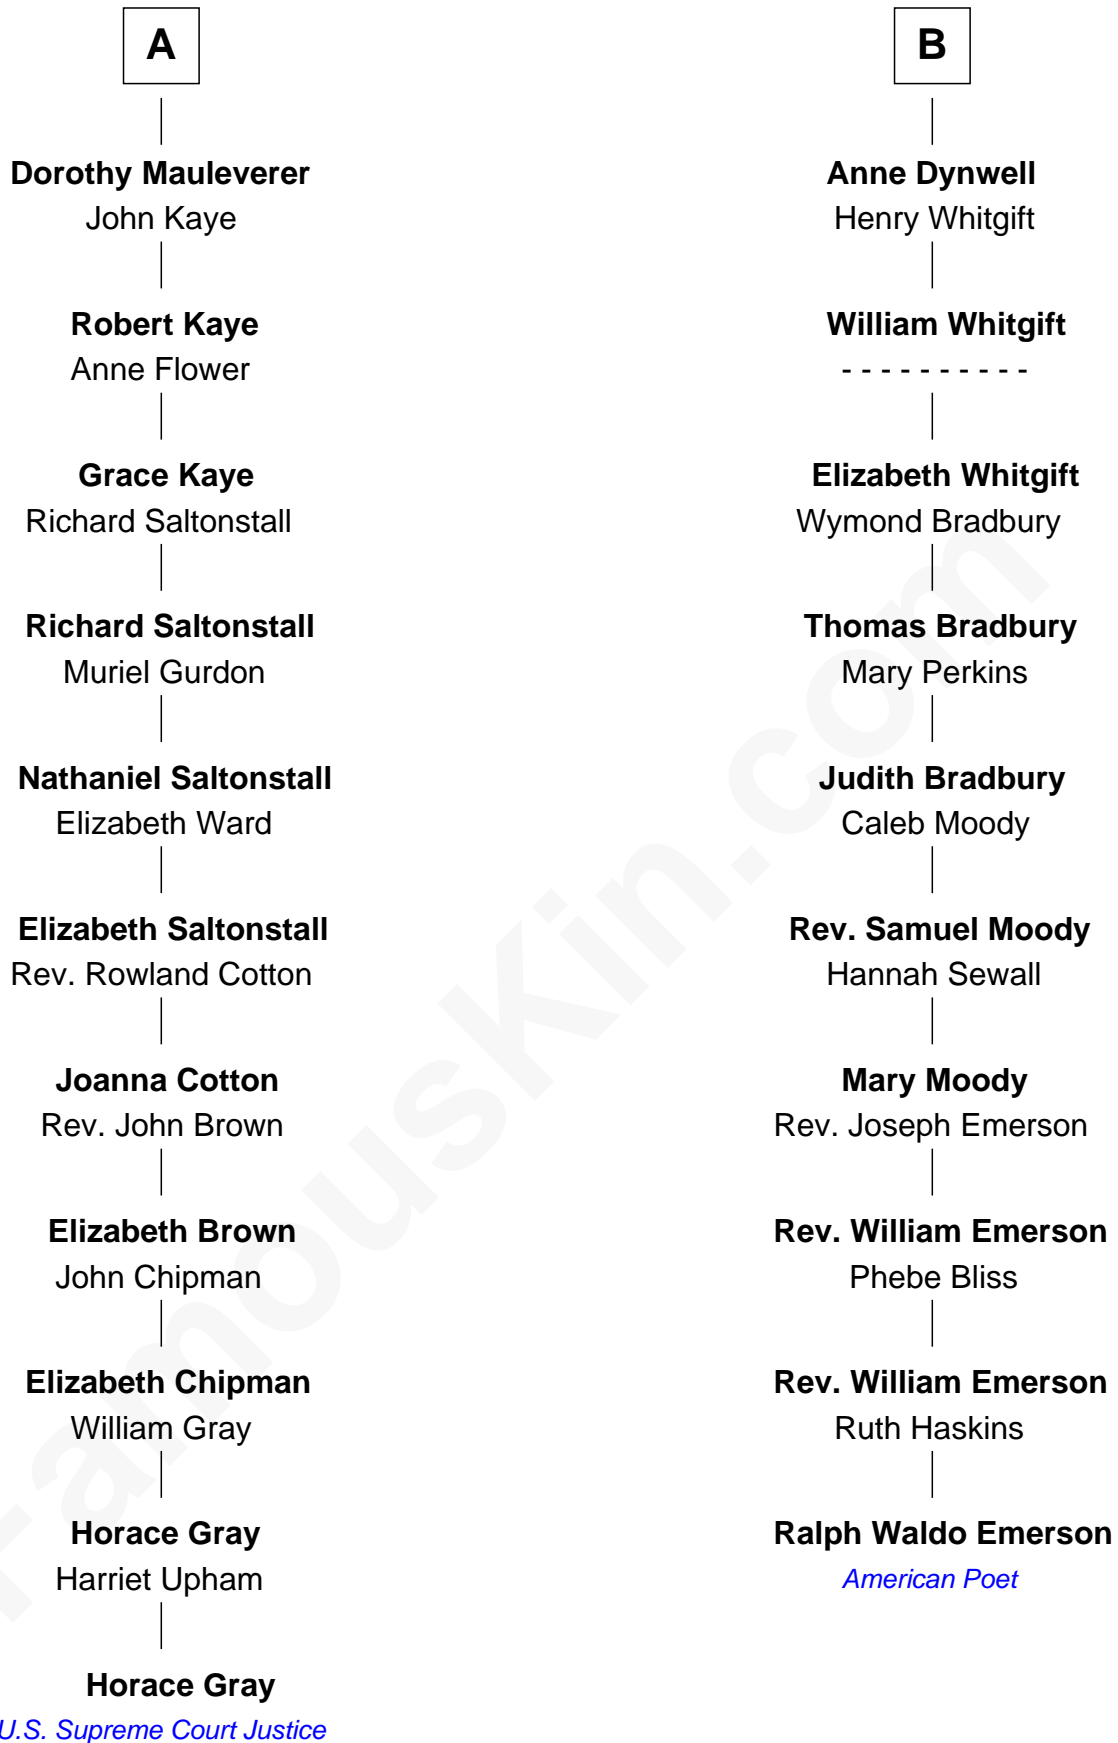 A
Dorothy Mauleverer
John Kaye
Robert Kaye
Anne Flower
Grace Kaye
Richard Saltonstall
Richard Saltonstall
Muriel Gurdon
Nathaniel Saltonstall
Elizabeth Ward
Elizabeth Saltonstall
Rev. Rowland Cotton
Joanna Cotton
Rev. John Brown
Elizabeth Brown
John Chipman
Elizabeth Chipman
William Gray
Horace Gray
Harriet Upham
Horace Gray
U.S. Supreme Court Justice
B
Anne Dynwell
Henry Whitgift
William Whitgift
- - - - - - - - - -
Elizabeth Whitgift
Wymond Bradbury
Thomas Bradbury
Mary Perkins
Judith Bradbury
Caleb Moody
Rev. Samuel Moody
Hannah Sewall
Mary Moody
Rev. Joseph Emerson
Rev. William Emerson
Phebe Bliss
Rev. William Emerson
Ruth Haskins
Ralph Waldo Emerson
American Poet
FamousKin.com